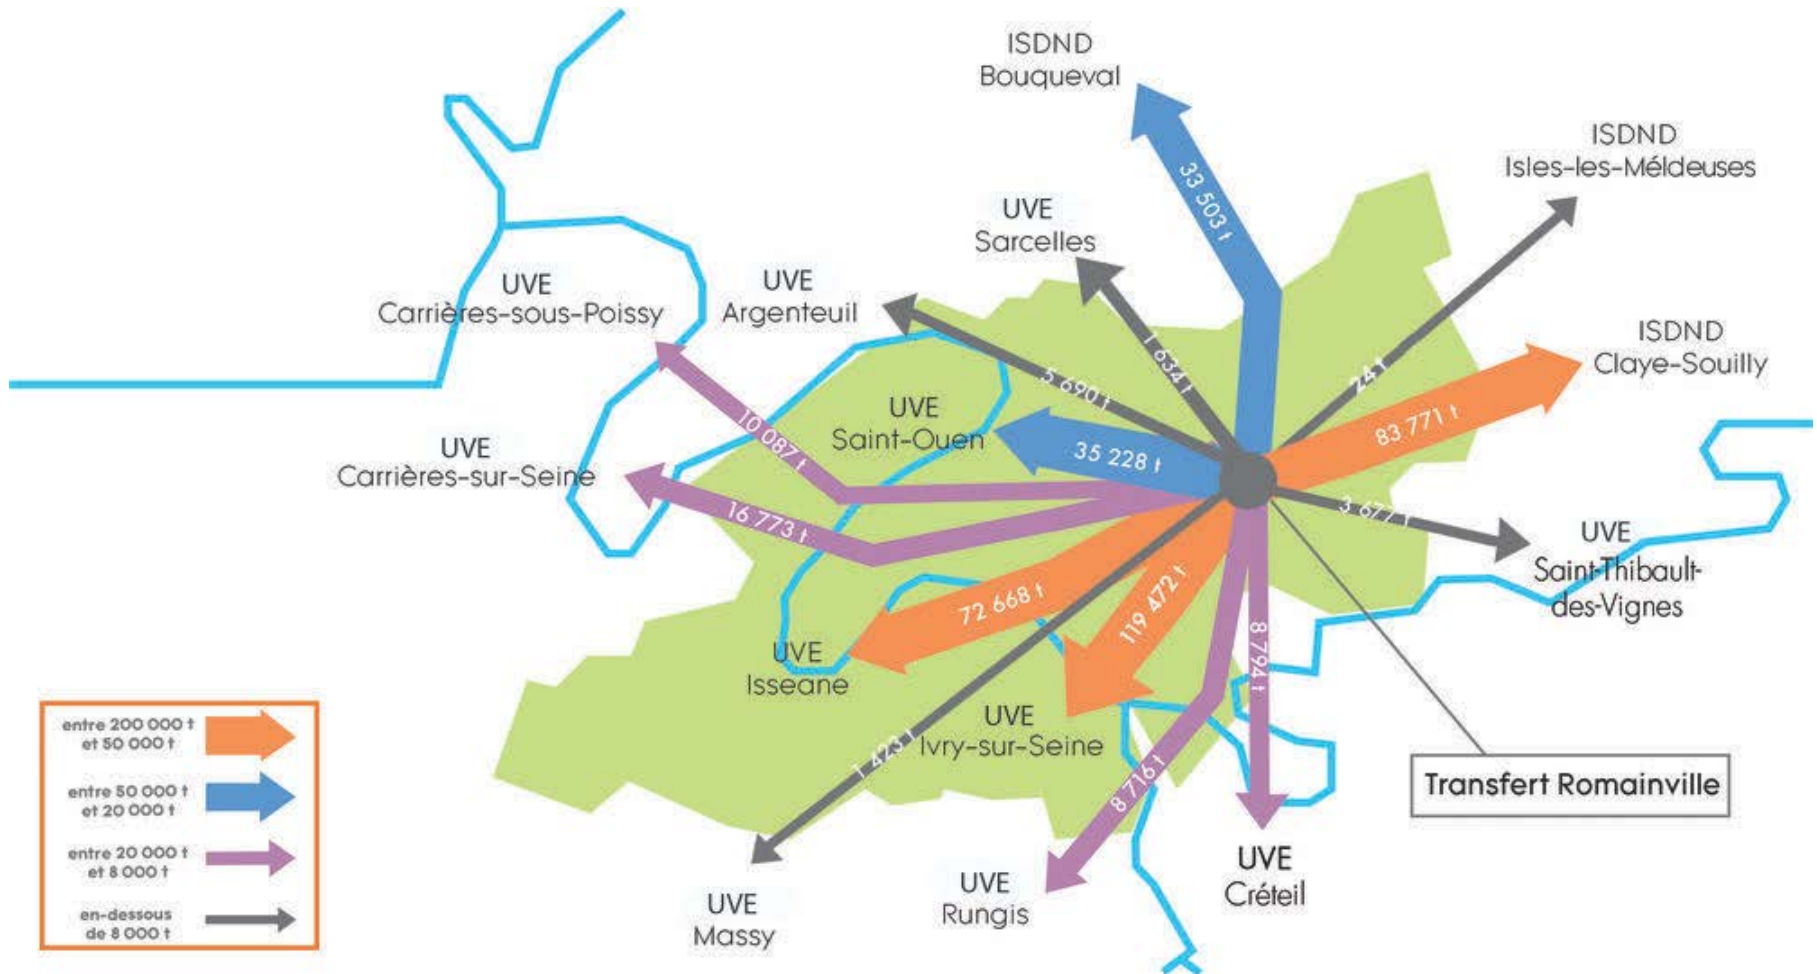 ISDND
Bouqueval
33 503 t
ISDND
Isles-les-Méldeuses
24 t
UVE
Sarcelles
1 634 t
UVE
Argenteuil
5 690 t
UVE
Carrières-sous-Poissy
10 087 t
ISDND
Claye-Souilly
83 771 t
UVE
Saint-Ouen
35 228 t
UVE
Carrières-sur-Seine
16 773 t
3 677 t
UVE
Saint-Thibault-
des-Vignes
72 668 t
UVE
Isseane
119 472 t
UVE
Ivry-sur-Seine
8 794 t
UVE
Créteil
8 716 t
UVE
Rungis
1 423 t
UVE
Massy
Transfert Romainville
entre 200 000 t
et 50 000 t
entre 50 000 t
et 20 000 t
entre 20 000 t
et 8 000 t
en-dessous
de 8 000 t